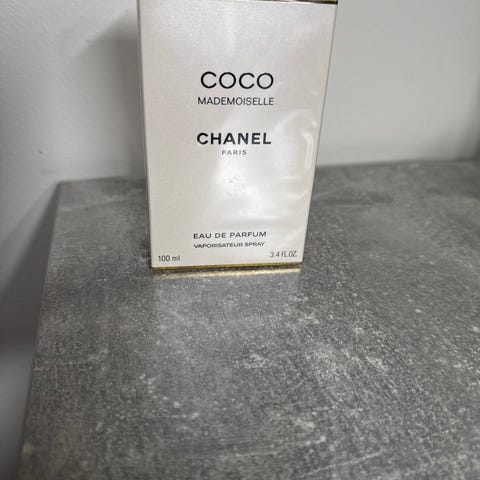 COCO
MADEMOISELLE
CHANEL
PARIS
EAU DE PARFUM
VAPORISATEUR SPRAY
100 ml 3.4 FL.OZ.